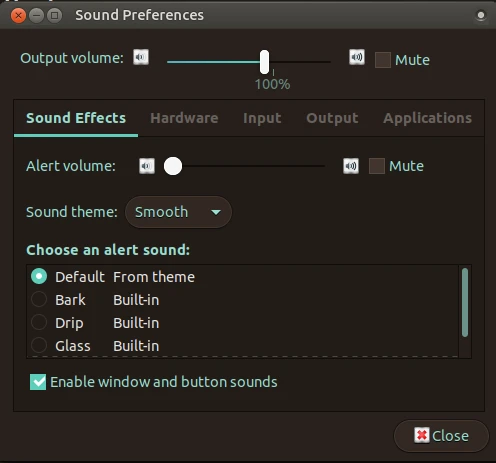 Sound Preferences
Output volume: Mute
100%
Sound Effects Hardware Input Output Applications
Alert volume: Mute
Sound theme: Smooth
Choose an alert sound:
Default From theme
Bark Built-in
Drip Built-in
Glass Built-in
Enable window and button sounds
Close